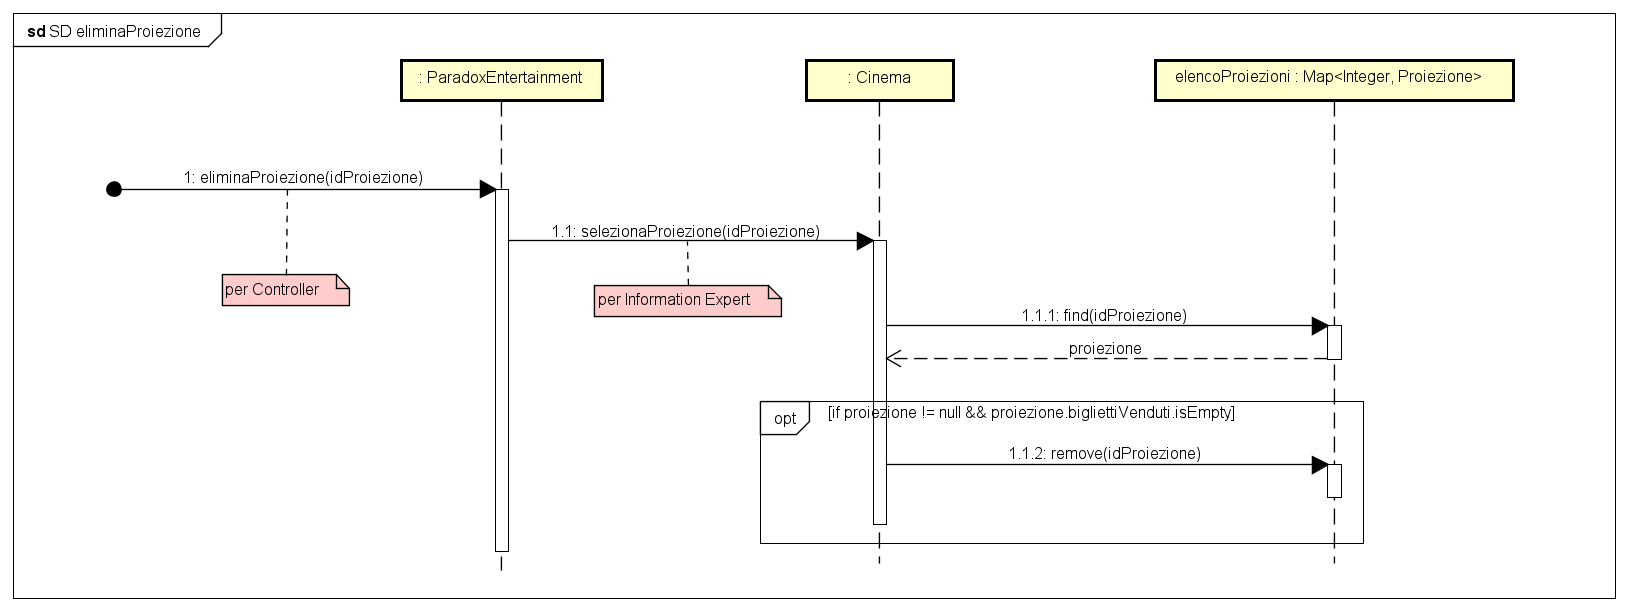 sd SD eliminaProiezione
: ParadoxEntertainment
: Cinema
elencoProiezioni : Map<Integer, Proiezione>
1: eliminaProiezione(idProiezione)
per Controller
1.1: selezionaProiezione(idProiezione)
per Information Expert
1.1.1: find(idProiezione)
proiezione
opt
[if proiezione != null && proiezione.bigliettiVenduti.isEmpty]
1.1.2: remove(idProiezione)